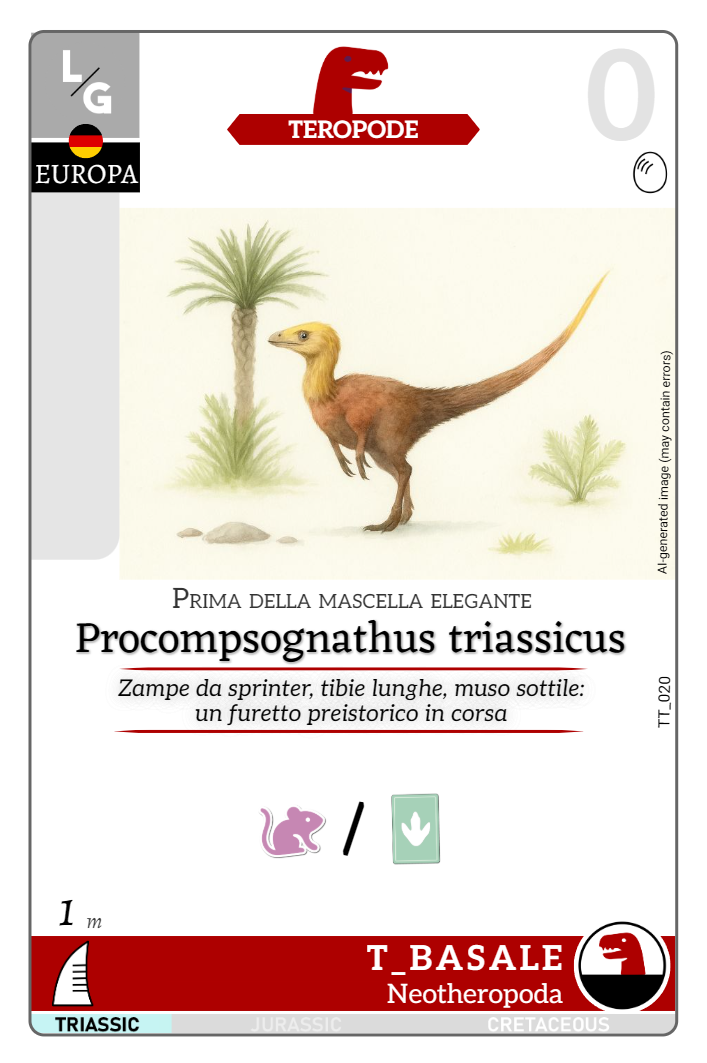 L/G
TEROPODE
0
EUROPA
AI-generated image (may contain errors)
PRIMA DELLA MASCELLA ELEGANTE
Procompsognathus triassicus
Zampe da sprinter, tibie lunghe, muso sottile:
un furetto preistorico in corsa
TT_020
/
1 m
T_BASALE
Neotheropoda
TRIASSIC JURASSIC CRETACEOUS